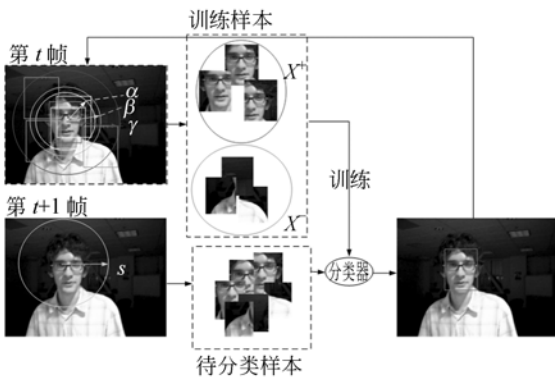 训练样本
第 t 帧
X⁺
α
β
γ
训练
X⁻
第 t+1 帧
s
分类器
待分类样本